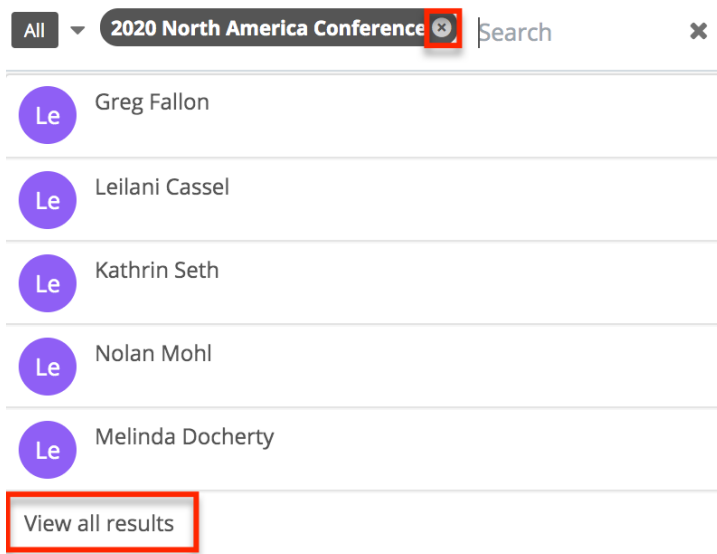 All 2020 North America Conference Search
Le Greg Fallon
Le Leilani Cassel
Le Kathrin Seth
Le Nolan Mohl
Le Melinda Docherty
View all results